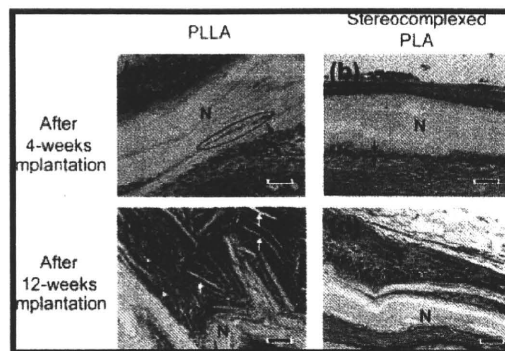 PLLA
Stereocomplexed
PLA
After
4-weeks
mplantation
N
(b)
N
After
12-weeks
mplantation
N
N